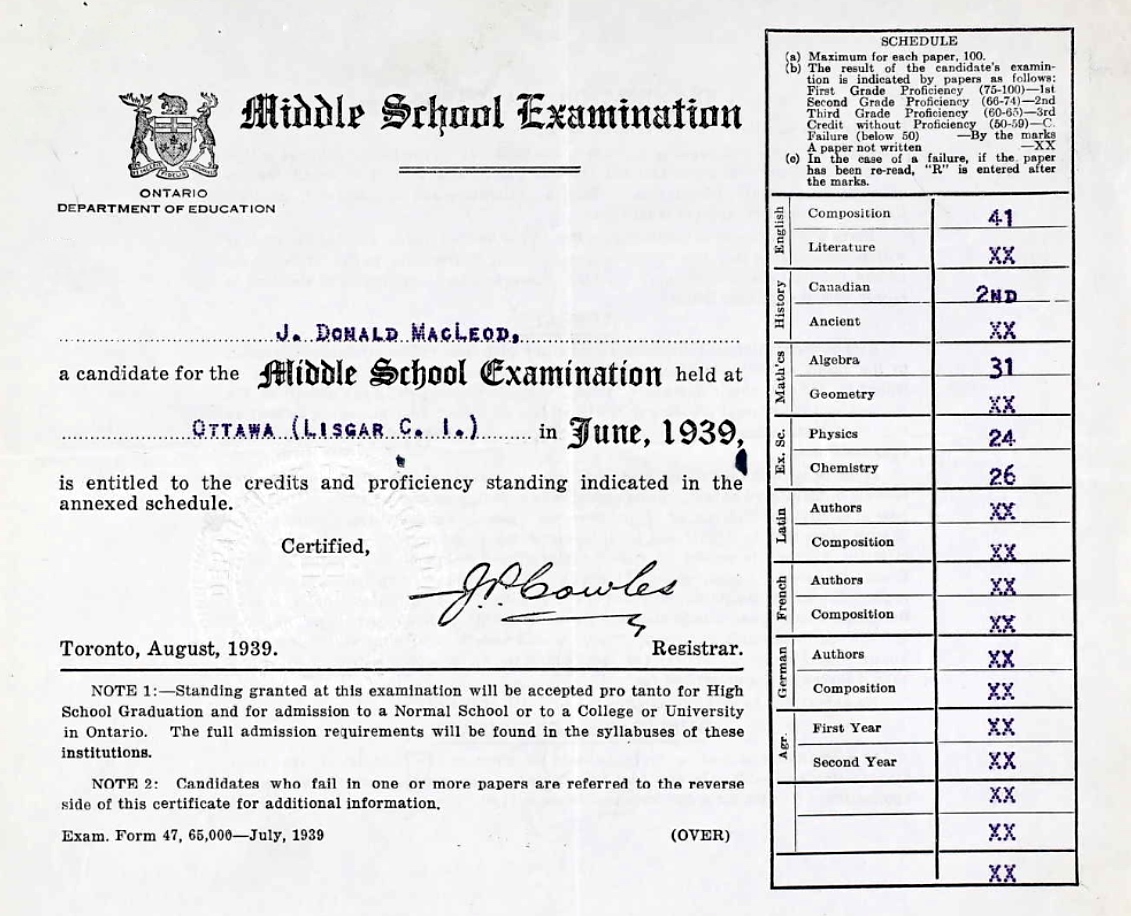 Middle School Examination
ONTARIO
DEPARTMENT OF EDUCATION
J. DONALD MACLEOD,
a candidate for the Middle School Examination held at
OTTAWA (LISGAR C. I.) in June, 1939,
is entitled to the credits and proficiency standing indicated in the
annexed schedule.
Certified,
J.P. Cowles
Toronto, August, 1939. Registrar.
NOTE 1:—Standing granted at this examination will be accepted pro tanto for High
School Graduation and for admission to a Normal School or to a College or University
in Ontario. The full admission requirements will be found in the syllabuses of these
institutions.
NOTE 2: Candidates who fail in one or more papers are referred to the reverse
side of this certificate for additional information.
Exam. Form 47, 65,000—July, 1939 (OVER)
SCHEDULE
(a) Maximum for each paper, 100.
(b) The result of the candidate's examin-
tion is indicated by papers as follows:
First Grade Proficiency (75-100)—1st
Second Grade Proficiency (66-74)—2nd
Third Grade Proficiency (60-65)—3rd
Credit without Proficiency (50-59)—C.
Failure (below 50) —By the marks
A paper not written —XX
(c) In the case of a failure, if the paper
has been re-read, "R" is entered after
the marks.
English
Composition 41
Literature XX
History
Canadian 2ND
Ancient XX
Math'cs
Algebra 31
Geometry XX
Ex. Sc.
Physics 24
Chemistry 26
Latin
Authors XX
Composition XX
French
Authors XX
Composition XX
German
Authors XX
Composition XX
Agr.
First Year XX
Second Year XX
XX
XX
XX